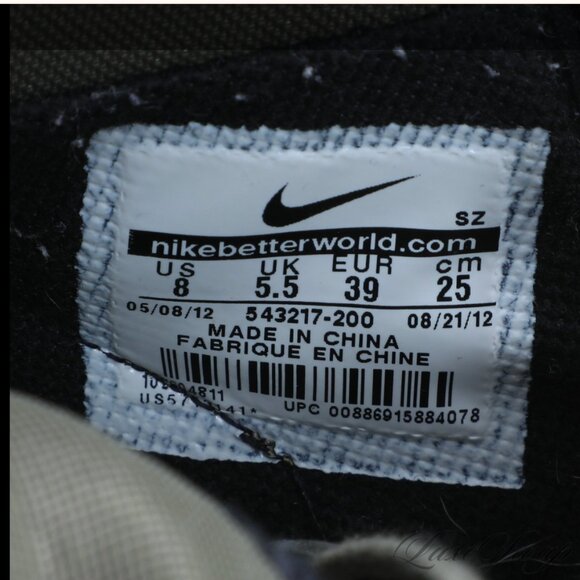 SZ
nikebetterworld.com
US UK EUR cm
8 5.5 39 25
05/08/12 543217-200 08/21/12
MADE IN CHINA
FABRIQUE EN CHINE
UPC 00886915884078